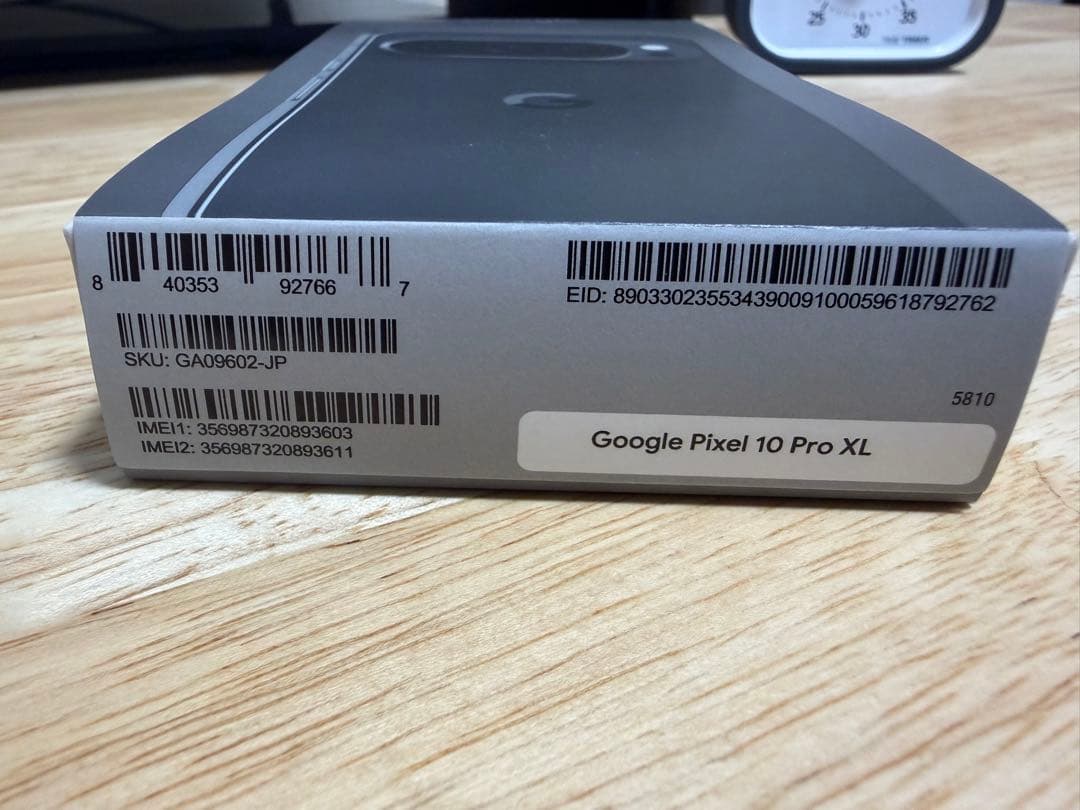 25 30 35
8 40353 92766 7
SKU: GA09602-JP
IMEI1: 356987320893603
IMEI2: 356987320893611
EID: 89033023553439009100059618792762
5810
Google Pixel 10 Pro XL